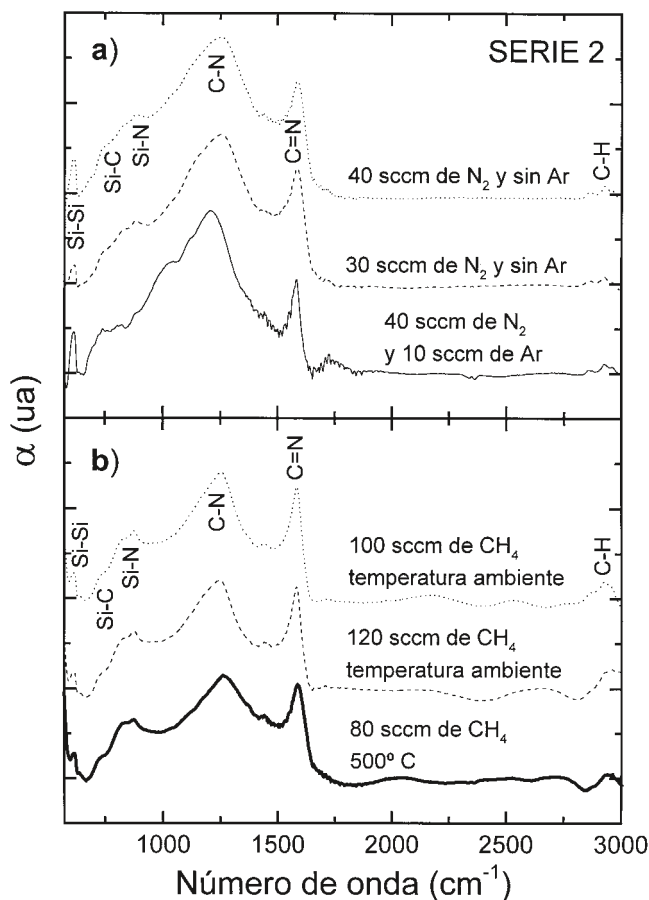 a)
SERIE 2
C-N
Si-C
Si-N
Si-Si
C=N
C-H
40 sccm de N₂ y sin Ar
30 sccm de N₂ y sin Ar
40 sccm de N₂
y 10 sccm de Ar
α (ua)
b)
C=N
Si-Si
Si-C
Si-N
C-N
C-H
100 sccm de CH₄
temperatura ambiente
120 sccm de CH₄
temperatura ambiente
80 sccm de CH₄
500º C
1000 1500 2000 2500 3000
Número de onda (cm⁻¹)